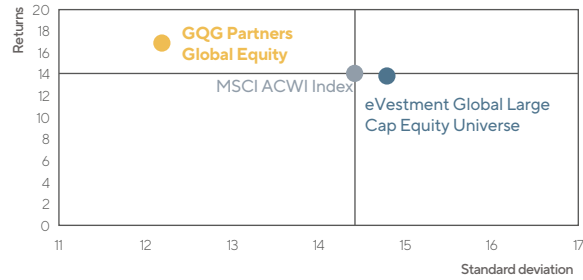 Returns
20
18
16
14
12
10
8
6
4
2
0
GQG Partners
Global Equity
MSCI ACWI Index
eVestment Global Large
Cap Equity Universe
11 12 13 14 15 16 17
Standard deviation